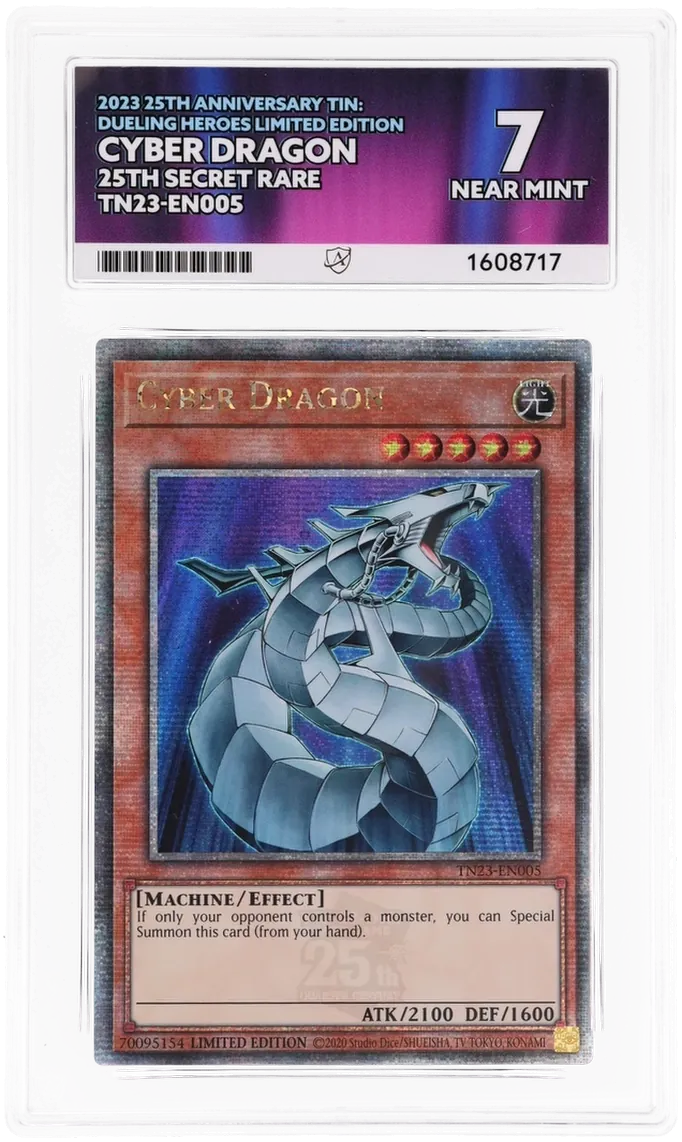 2023 25TH ANNIVERSARY TIN:
DUELING HEROES LIMITED EDITION
CYBER DRAGON
25TH SECRET RARE
TN23-EN005
7
NEAR MINT
1608717
CYBER DRAGON
LIGHT
光
TN23-EN005
[MACHINE/EFFECT]
If only your opponent controls a monster, you can Special
Summon this card (from your hand).
25th
ATK/2100 DEF/1600
70095154 LIMITED EDITION ©2020 Studio Dice/SHUEISHA, TV TOKYO, KONAMI